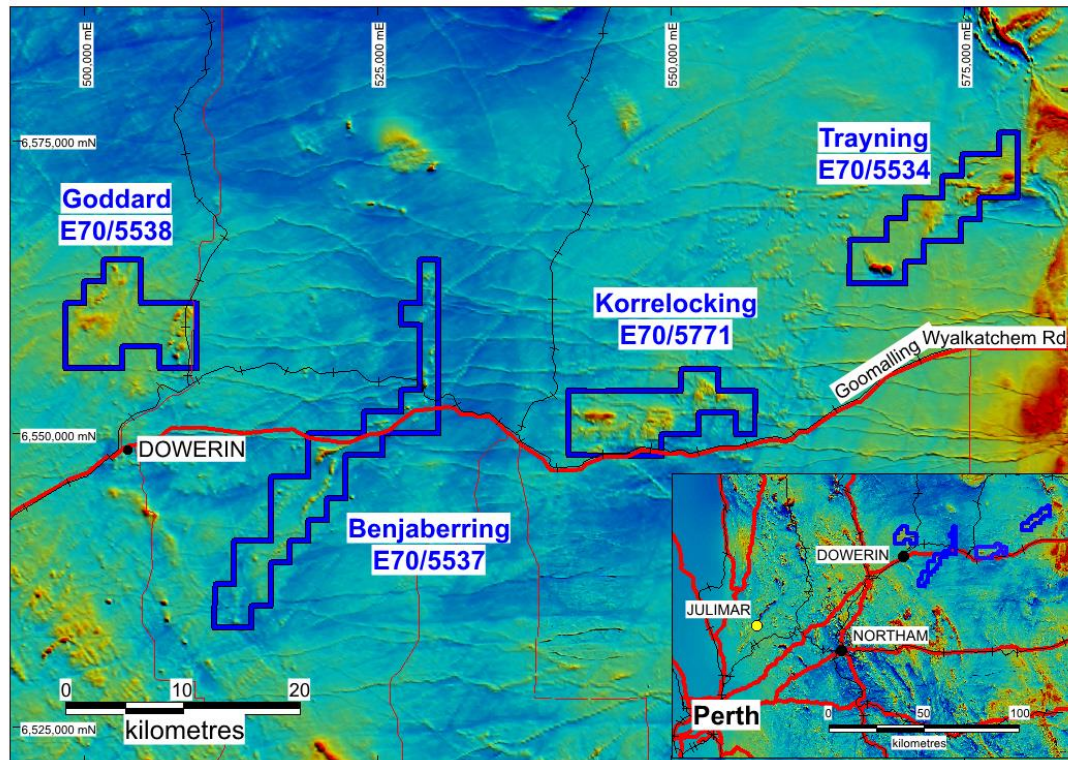 500,000 mE
525,000 mE
550,000 mE
575,000 mE
6,575,000 mN
Trayning
E70/5534
Goddard
E70/5538
Korrelocking
E70/5771
Goomalling Wyalkatchem Rd
6,550,000 mN
DOWERIN
Benjaberring
E70/5537
0 10 20
kilometres
6,525,000 mN
DOWERIN
JULIMAR
NORTHAM
Perth
0 50 100
kilometres